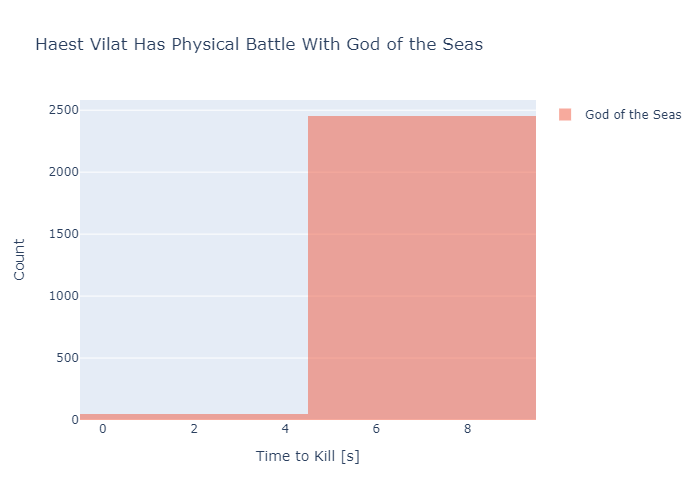 Haest Vilat Has Physical Battle With God of the Seas
God of the Seas
2500
2000
1500
1000
500
0
Count
0 2 4 6 8
Time to Kill [s]